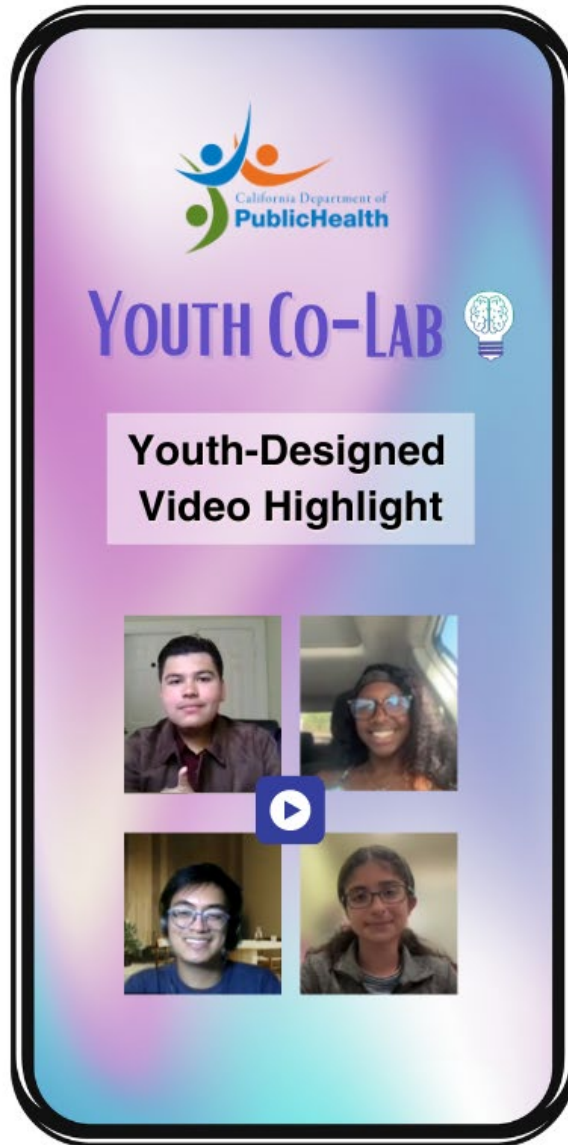 California Department of
PublicHealth
YOUTH CO-LAB
Youth-Designed
Video Highlight